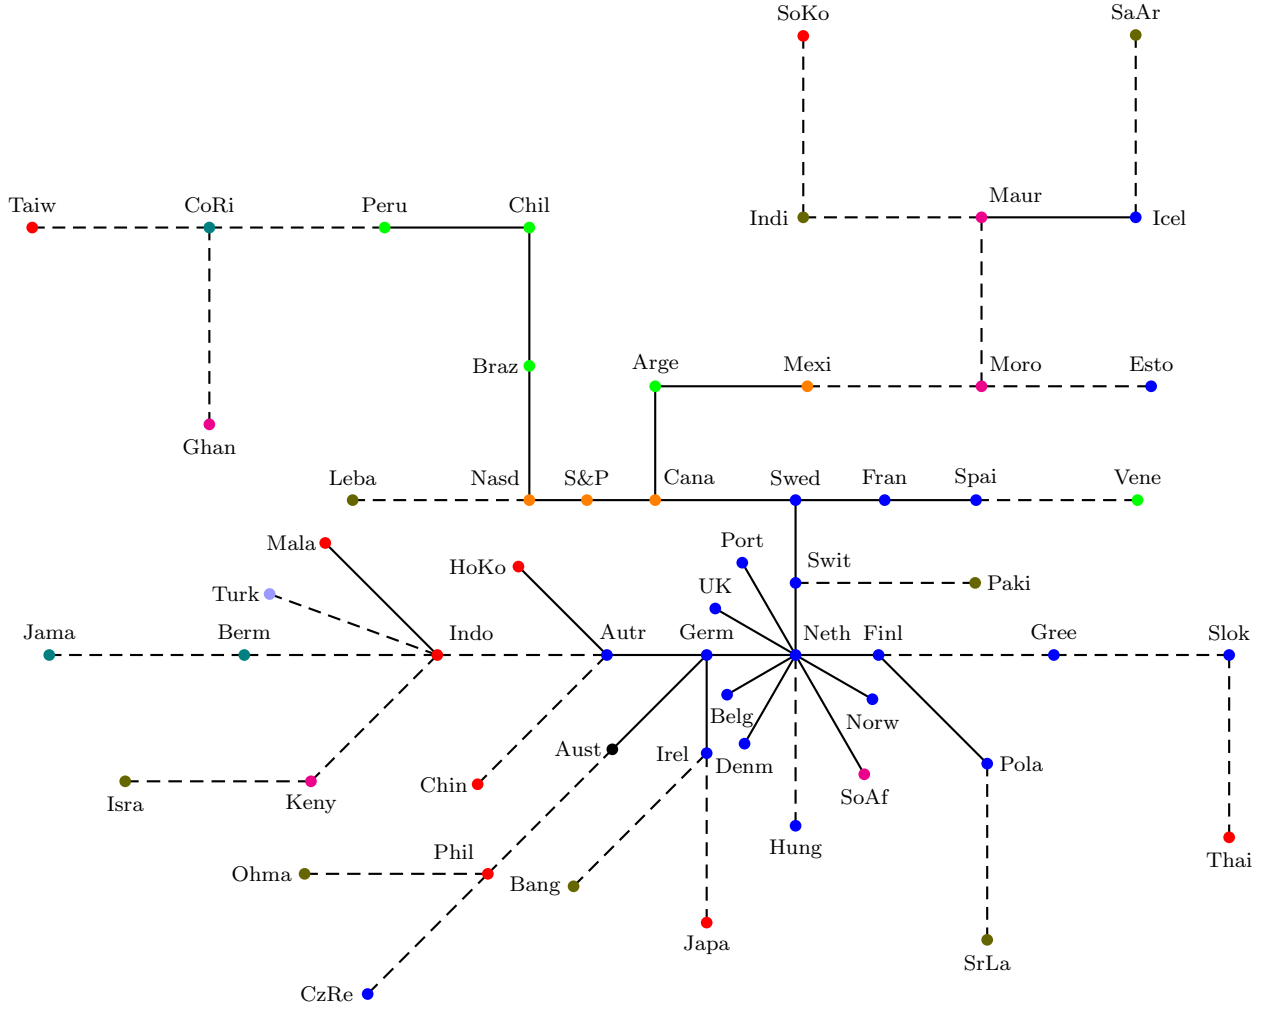 SoKo
SaAr
Taiw
CoRi
Peru
Chil
Maur
Indi
Icel
Braz
Arge
Mexi
Moro
Esto
Ghan
Leba
Nasd
S&P
Cana
Swed
Fran
Spai
Vene
Mala
Port
HoKo
Swit
Turk
UK
Paki
Jama
Berm
Indo
Autr
Germ
Neth
Finl
Gree
Slok
Belg
Norw
Aust
Irel
Denm
Pola
Isra
Keny
Chin
SoAf
Hung
Phil
Thai
Ohma
Bang
Japa
SrLa
CzRe